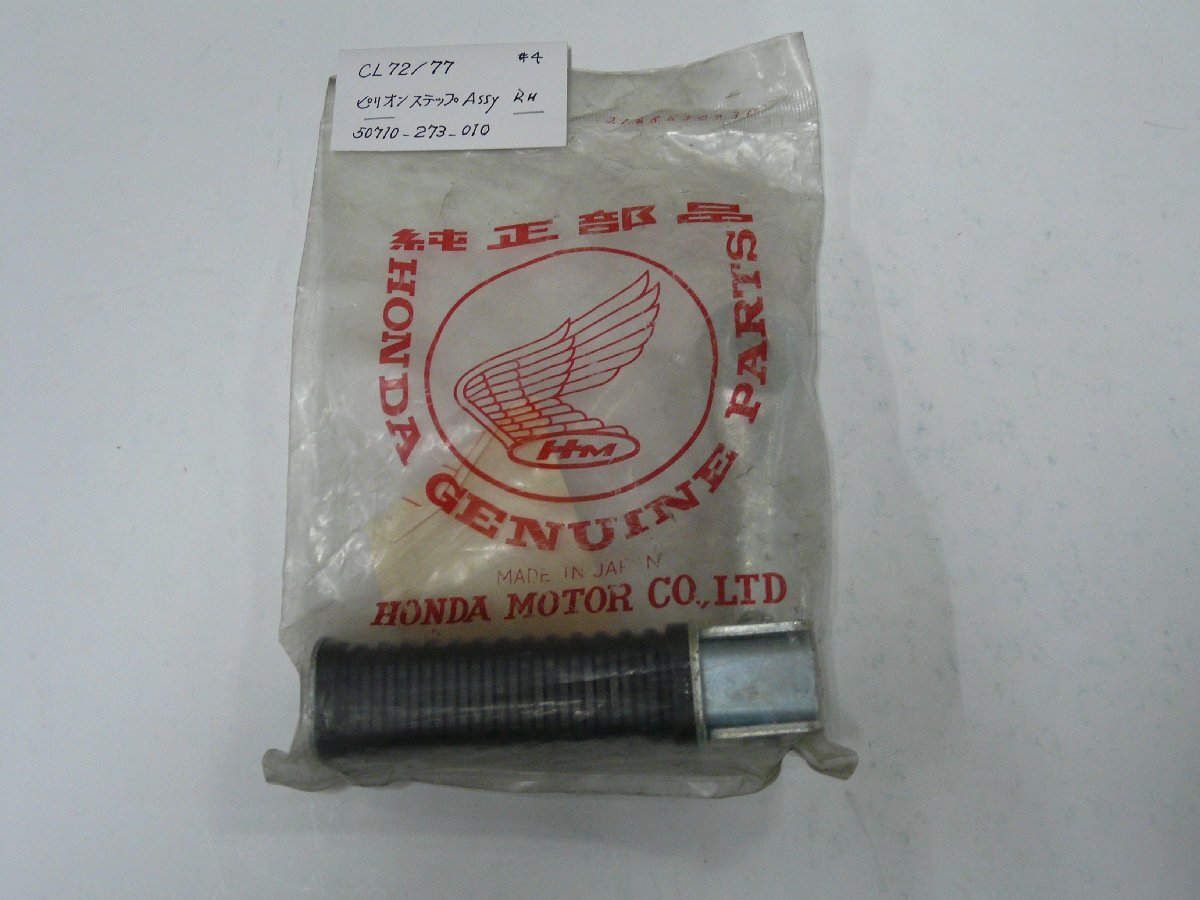 CL72/77 #4
ピリオンステップAssy RH
50710-273-010
純正部品
HONDA GENUINE PARTS
HM
MADE IN JAPAN
HONDA MOTOR CO., LTD